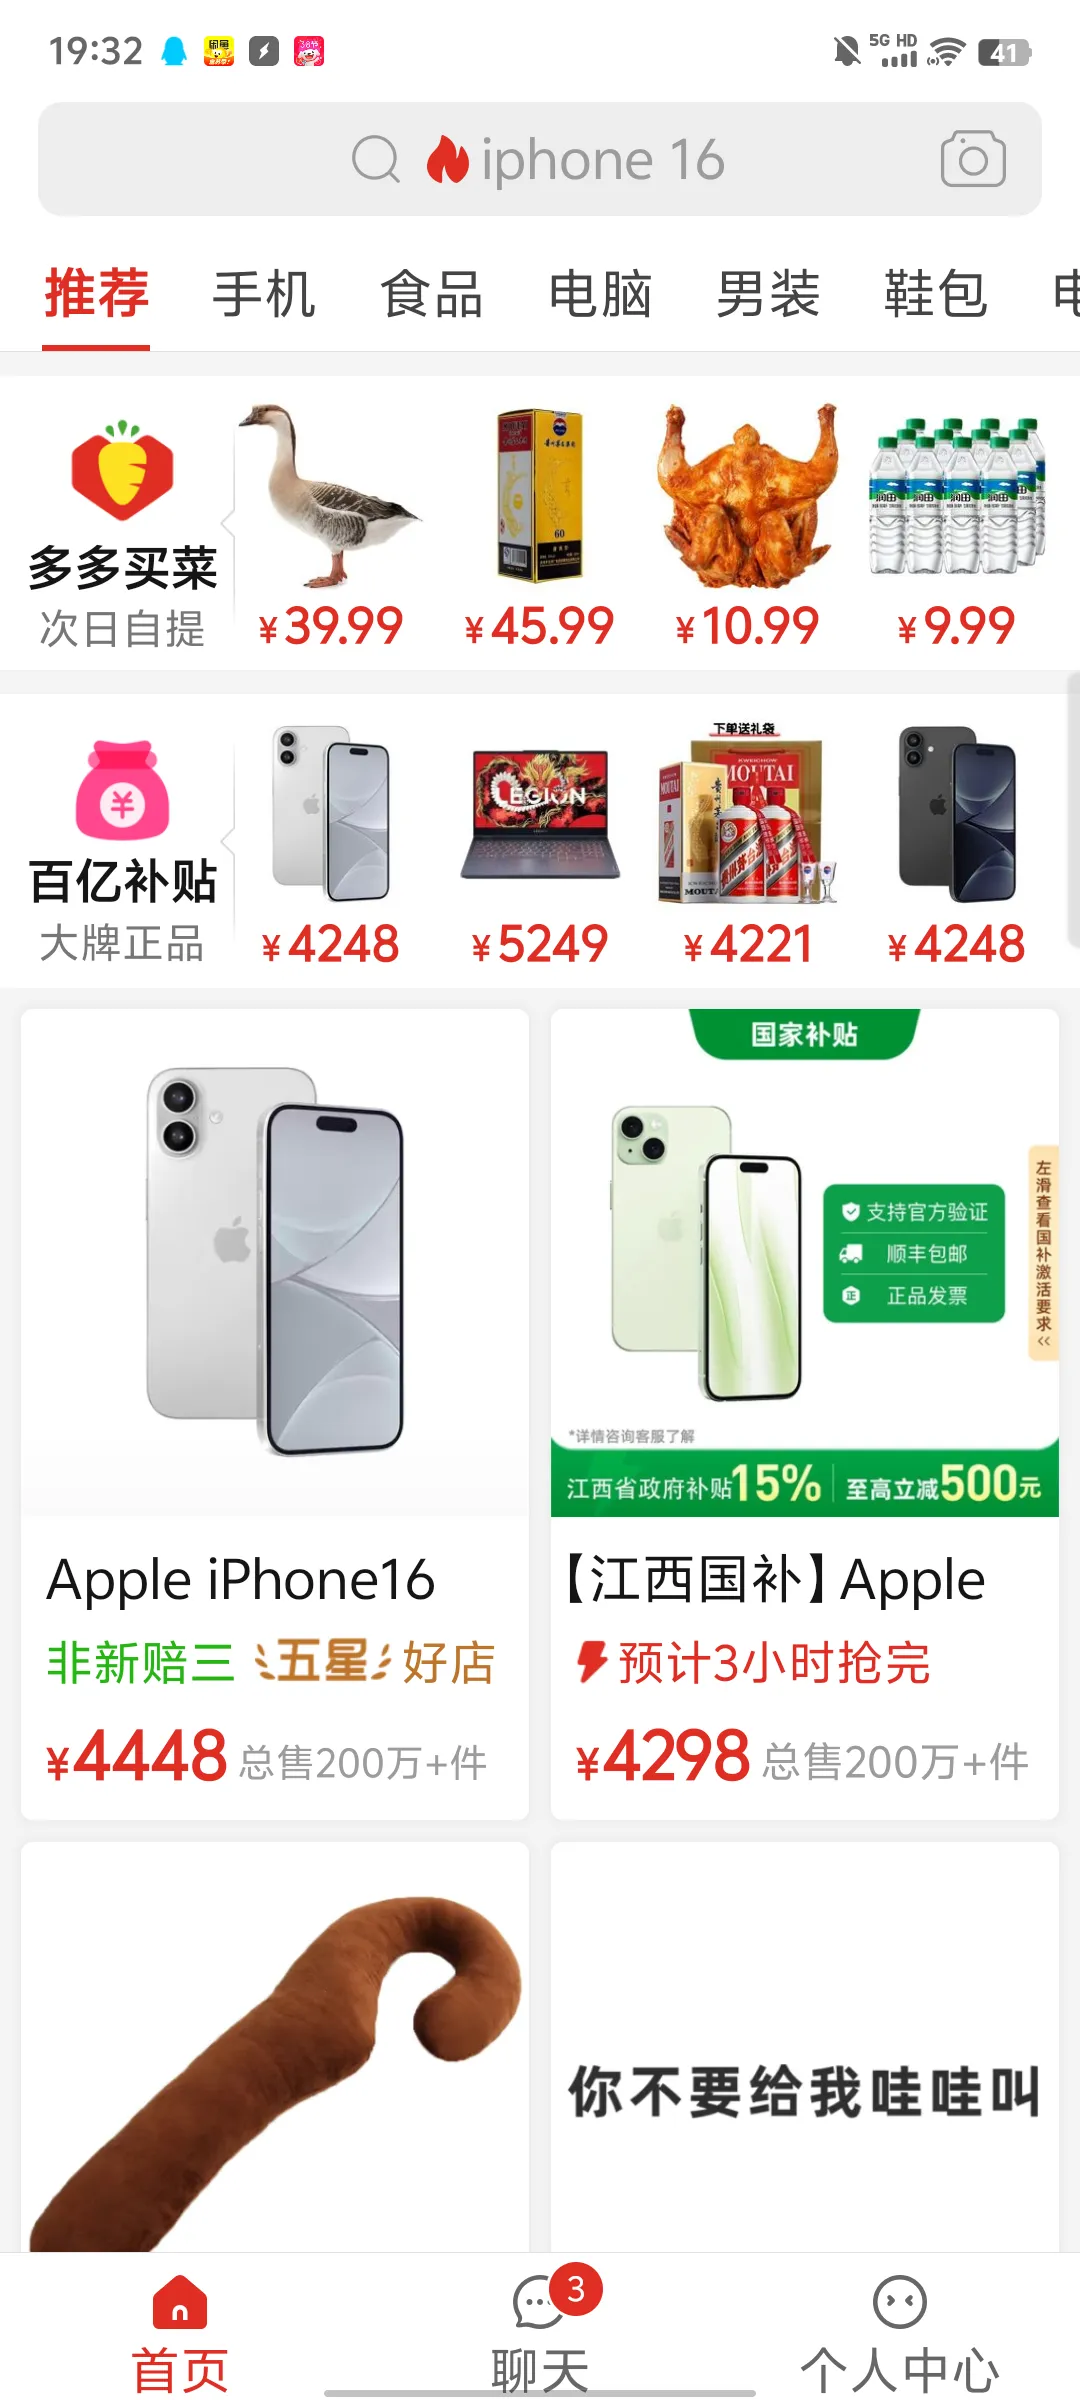 19:32
5G HD
41
iphone 16
推荐 手机 食品 电脑 男装 鞋包
多多买菜
次日自提
¥39.99 ¥45.99 ¥10.99 ¥9.99
下单送礼袋
LEGION
MOUTAI
百亿补贴
大牌正品
¥4248 ¥5249 ¥4221 ¥4248
国家补贴
支持官方验证
顺丰包邮
正品发票
左滑查看国补激活要求
*详情咨询客服了解
江西省政府补贴15% 至高立减500元
Apple iPhone16
非新赔三 五星好店
¥4448 总售200万+件
【江西国补】Apple
预计3小时抢完
¥4298 总售200万+件
你不要给我哇哇叫
3
首页 聊天 个人中心